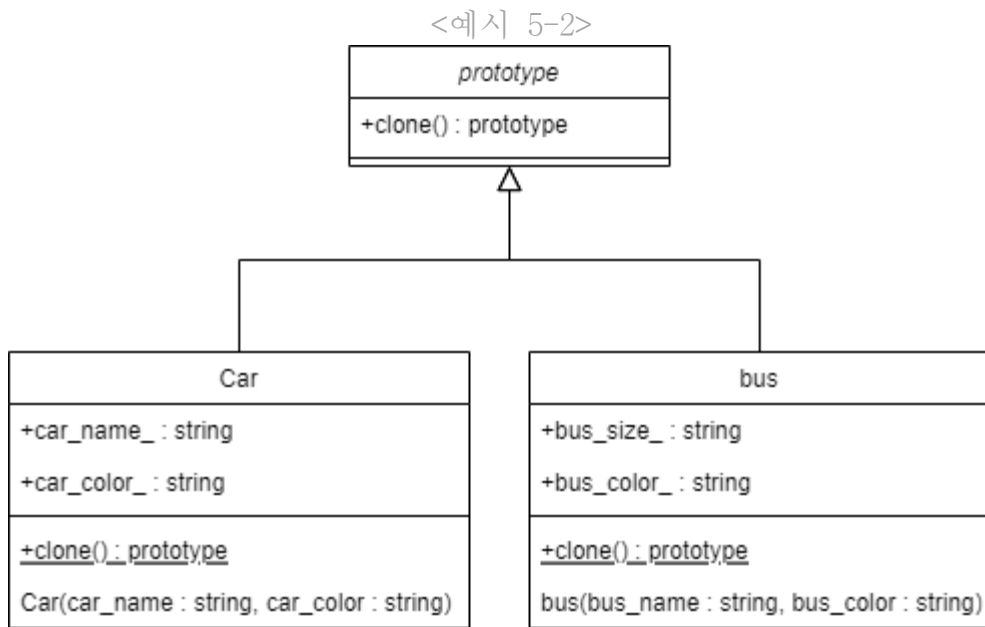 <예시 5-2>
prototype
+clone() : prototype
Car
+car_name_ : string
+car_color_ : string
+clone() : prototype
Car(car_name : string, car_color : string)
bus
+bus_size_ : string
+bus_color_ : string
+clone() : prototype
bus(bus_name : string, bus_color : string)